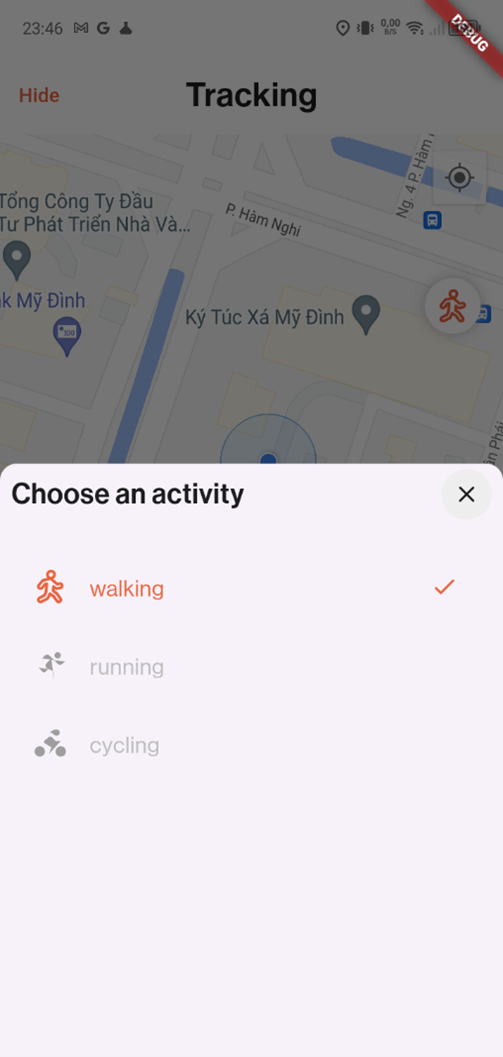 23:46
0,00
B/S
DEBUG
Hide
Tracking
Ng. 4 P. Hàm
Tổng Công Ty Đầu
Tư Phát Triển Nhà Và...
P. Hàm Nghi
k Mỹ Đình
Ký Túc Xá Mỹ Đình
Choose an activity
walking
running
cycling